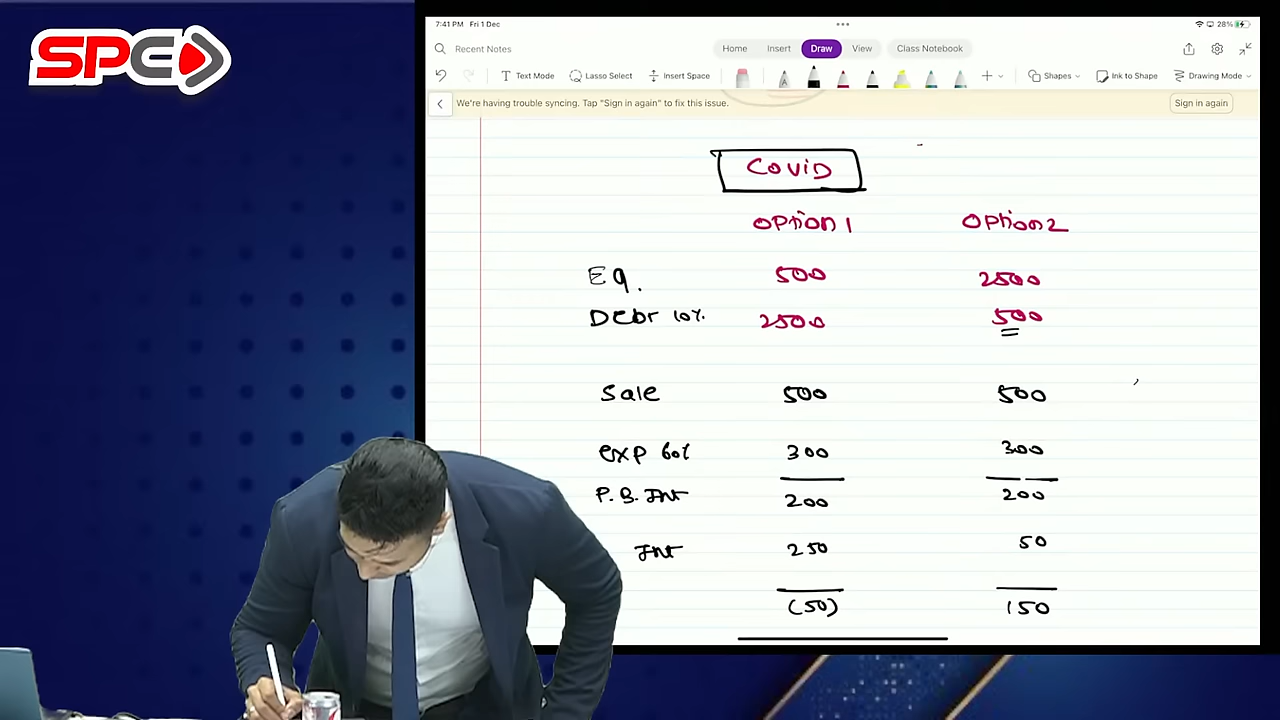 SPE
7:41 PM Fri 1 Dec
28%
Recent Notes
Home Insert Draw View Class Notebook
Text Mode Lasso Select Insert Space Shapes Ink to Shape Drawing Mode
We're having trouble syncing. Tap "Sign in again" to fix this issue. Sign in again
COVID
Option 1 Option 2
Eq. 500 2500
Debt 10% 2500 500
Sale 500 500
exp 60% 300 300
P. B. Int 200 200
Int 250 50
(50) 150